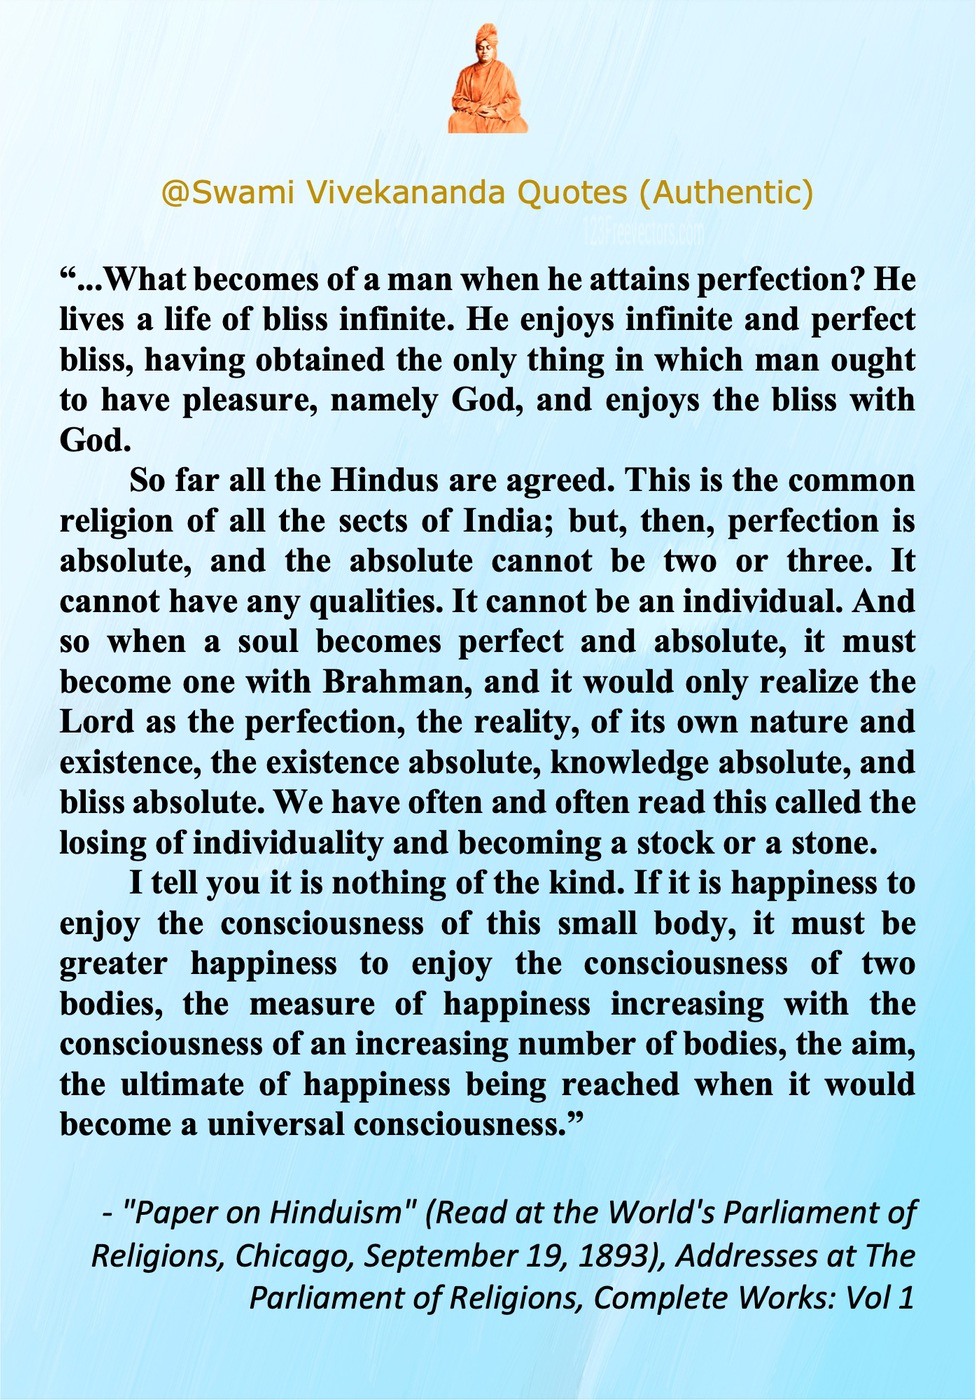 @Swami Vivekananda Quotes (Authentic)
123Freevectors.com
“...What becomes of a man when he attains perfection? He
lives a life of bliss infinite. He enjoys infinite and perfect
bliss, having obtained the only thing in which man ought
to have pleasure, namely God, and enjoys the bliss with
God.
So far all the Hindus are agreed. This is the common
religion of all the sects of India; but, then, perfection is
absolute, and the absolute cannot be two or three. It
cannot have any qualities. It cannot be an individual. And
so when a soul becomes perfect and absolute, it must
become one with Brahman, and it would only realize the
Lord as the perfection, the reality, of its own nature and
existence, the existence absolute, knowledge absolute, and
bliss absolute. We have often and often read this called the
losing of individuality and becoming a stock or a stone.
I tell you it is nothing of the kind. If it is happiness to
enjoy the consciousness of this small body, it must be
greater happiness to enjoy the consciousness of two
bodies, the measure of happiness increasing with the
consciousness of an increasing number of bodies, the aim,
the ultimate of happiness being reached when it would
become a universal consciousness.”
- "Paper on Hinduism" (Read at the World's Parliament of
Religions, Chicago, September 19, 1893), Addresses at The
Parliament of Religions, Complete Works: Vol 1